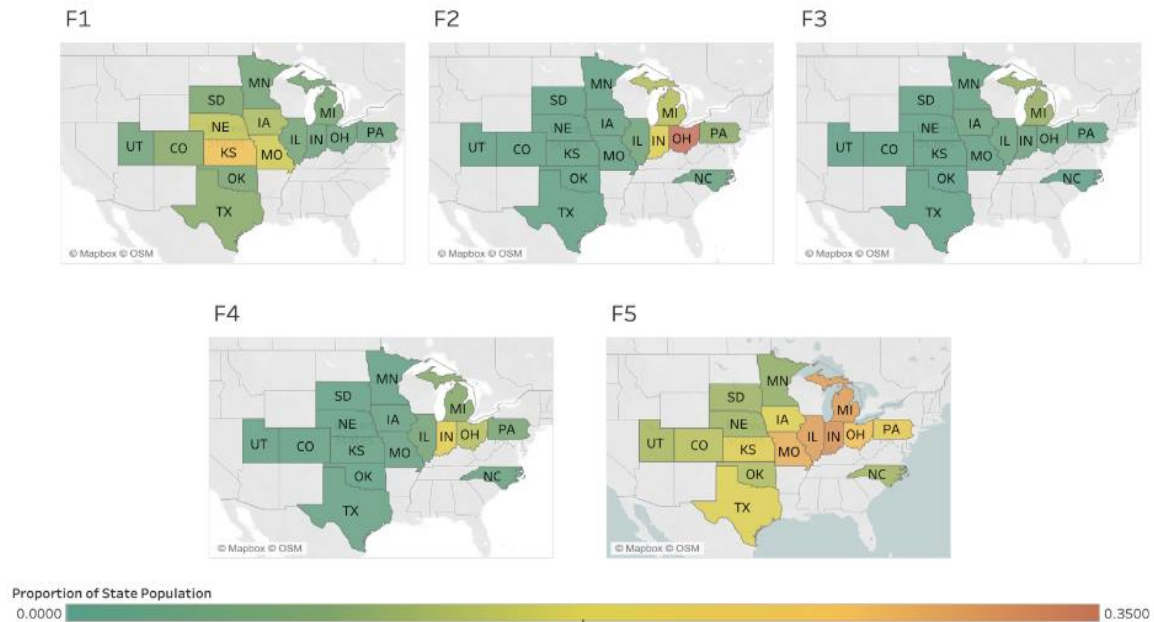 F1
MN
SD
MI
NE
IA
UT
CO
KS
MO
IL
IN
OH
PA
OK
TX
© Mapbox © OSM
F2
MN
SD
MI
NE
IA
UT
CO
KS
MO
IL
IN
OH
PA
OK
NC
TX
© Mapbox © OSM
F3
MN
SD
MI
NE
IA
UT
CO
KS
MO
IL
IN
OH
PA
OK
NC
TX
© Mapbox © OSM
F4
MN
SD
MI
NE
IA
UT
CO
KS
MO
IL
IN
OH
PA
OK
NC
TX
© Mapbox © OSM
F5
MN
SD
MI
NE
IA
UT
CO
KS
MO
IL
IN
OH
PA
OK
NC
TX
© Mapbox © OSM
Proportion of State Population
0.0000
0.3500